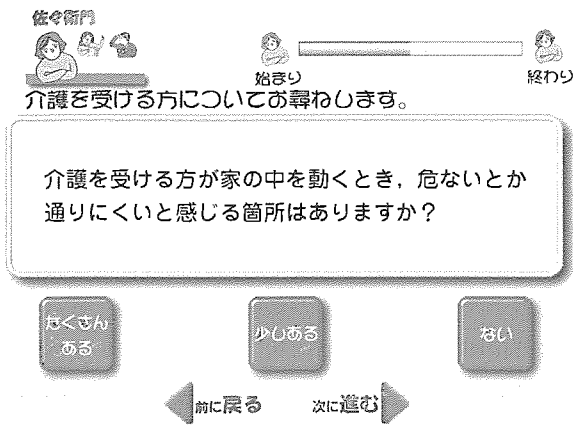 佐々衛門
始まり
終わり
介護を受ける方についてお尋ねします。
介護を受ける方が家の中を動くとき，危ないとか
通りにくいと感じる箇所はありますか？
たくさん
ある
少しある
ない
前に戻る
次に進む